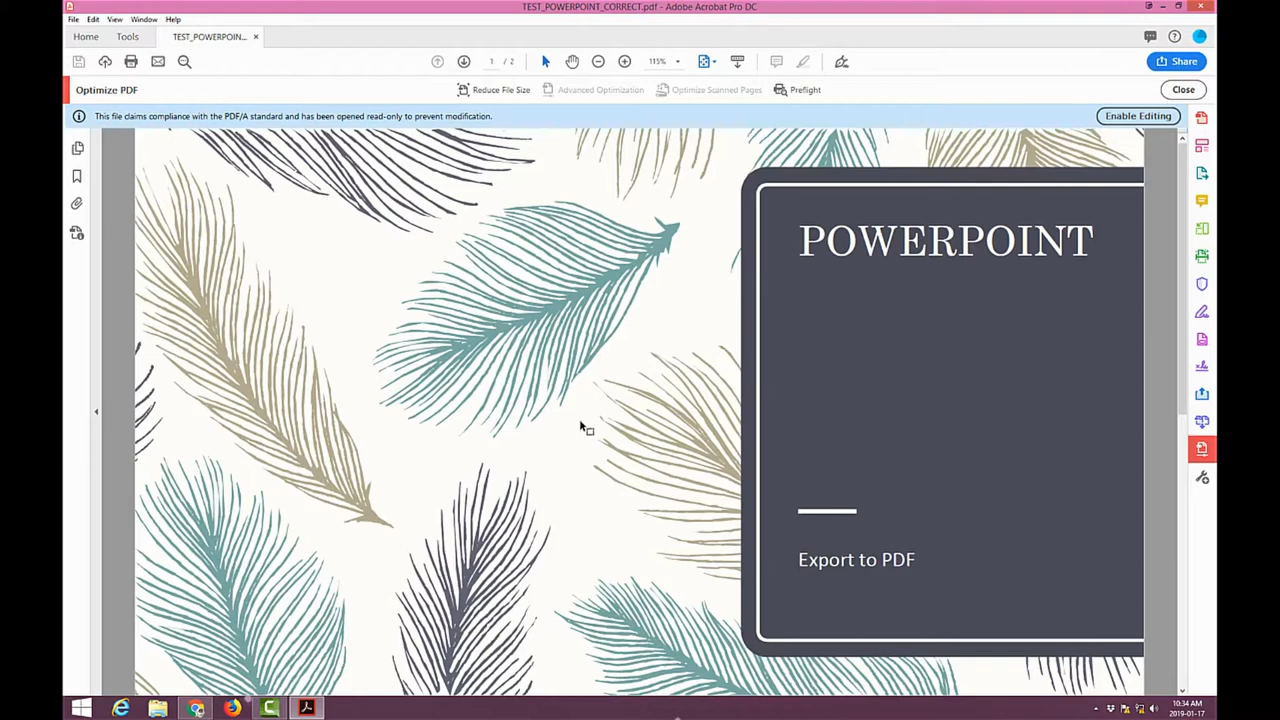 TEST_POWERPOINT_CORRECT.pdf - Adobe Acrobat Pro DC
File Edit View Window Help
Home Tools TEST_POWERPOIN... ×
1 / 2 115% Share
Optimize PDF Reduce File Size Advanced Optimization Optimize Scanned Pages Preflight Close
This file claims compliance with the PDF/A standard and has been opened read-only to prevent modification. Enable Editing
POWERPOINT
Export to PDF
10:34 AM
2019-01-17